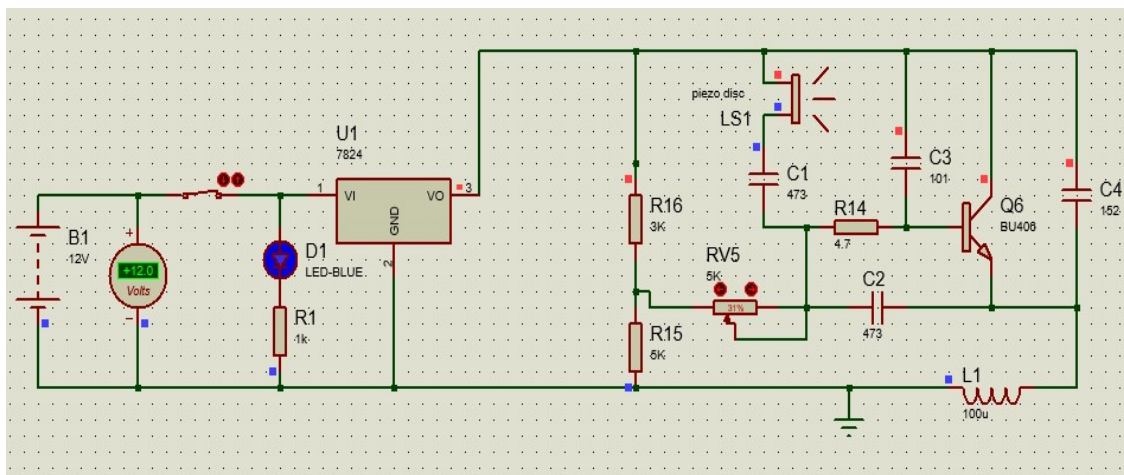 B1
12V
+12.0
Volts
D1
LED-BLUE
R1
1k
U1
7824
1
VI
VO
3
GND
2
R16
3K
R15
5K
RV5
5K
31%
piezo disc
LS1
C1
473
R14
4.7
C3
101
C2
473
Q6
BU406
C4
152
L1
100u